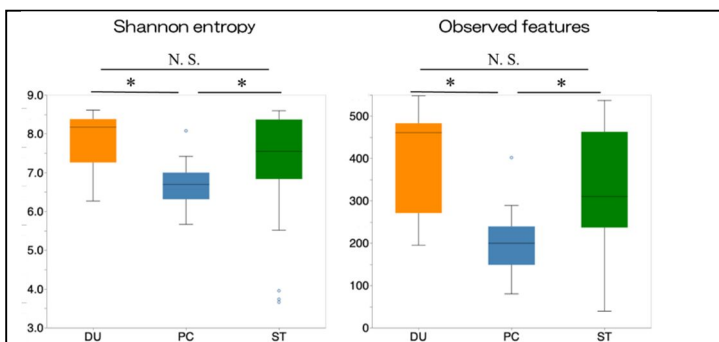 Shannon entropy
N. S.
*
*
9.0
8.0
7.0
6.0
5.0
4.0
3.0
DU
PC
ST
Observed features
N. S.
*
*
500
400
300
200
100
0
DU
PC
ST